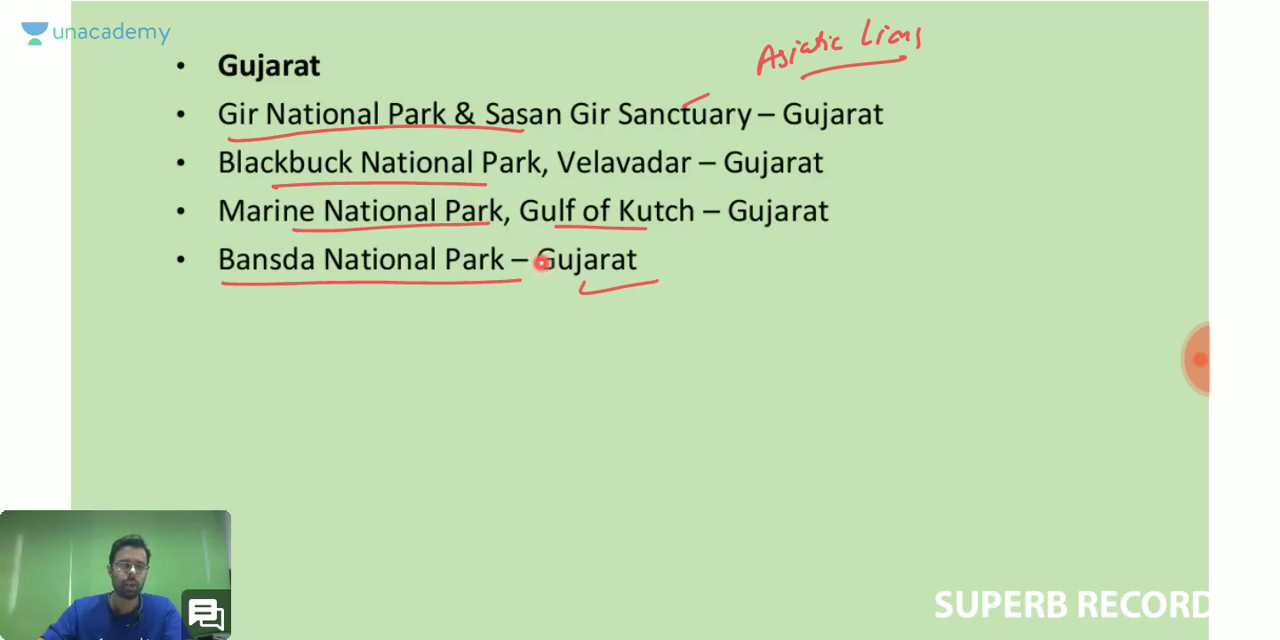 unacademy
Asiatic Lions
• Gujarat
• Gir National Park & Sasan Gir Sanctuary – Gujarat
• Blackbuck National Park, Velavadar – Gujarat
• Marine National Park, Gulf of Kutch – Gujarat
• Bansda National Park – Gujarat
SUPERB RECORD